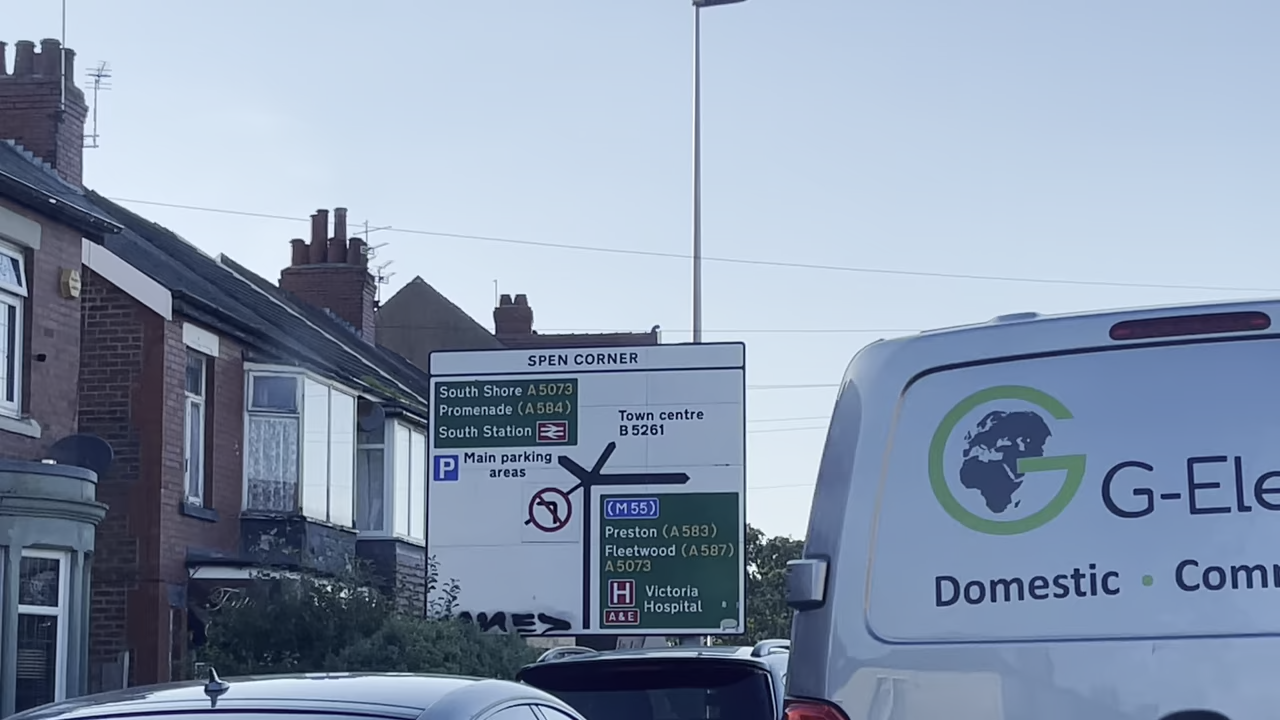 SPEN CORNER
South Shore A5073
Promenade (A584)
South Station
Town centre
B5261
P Main parking
areas
(M55)
Preston (A583)
Fleetwood (A587)
A5073
H Victoria
Hospital
A&E
G-Ele
Domestic • Comm